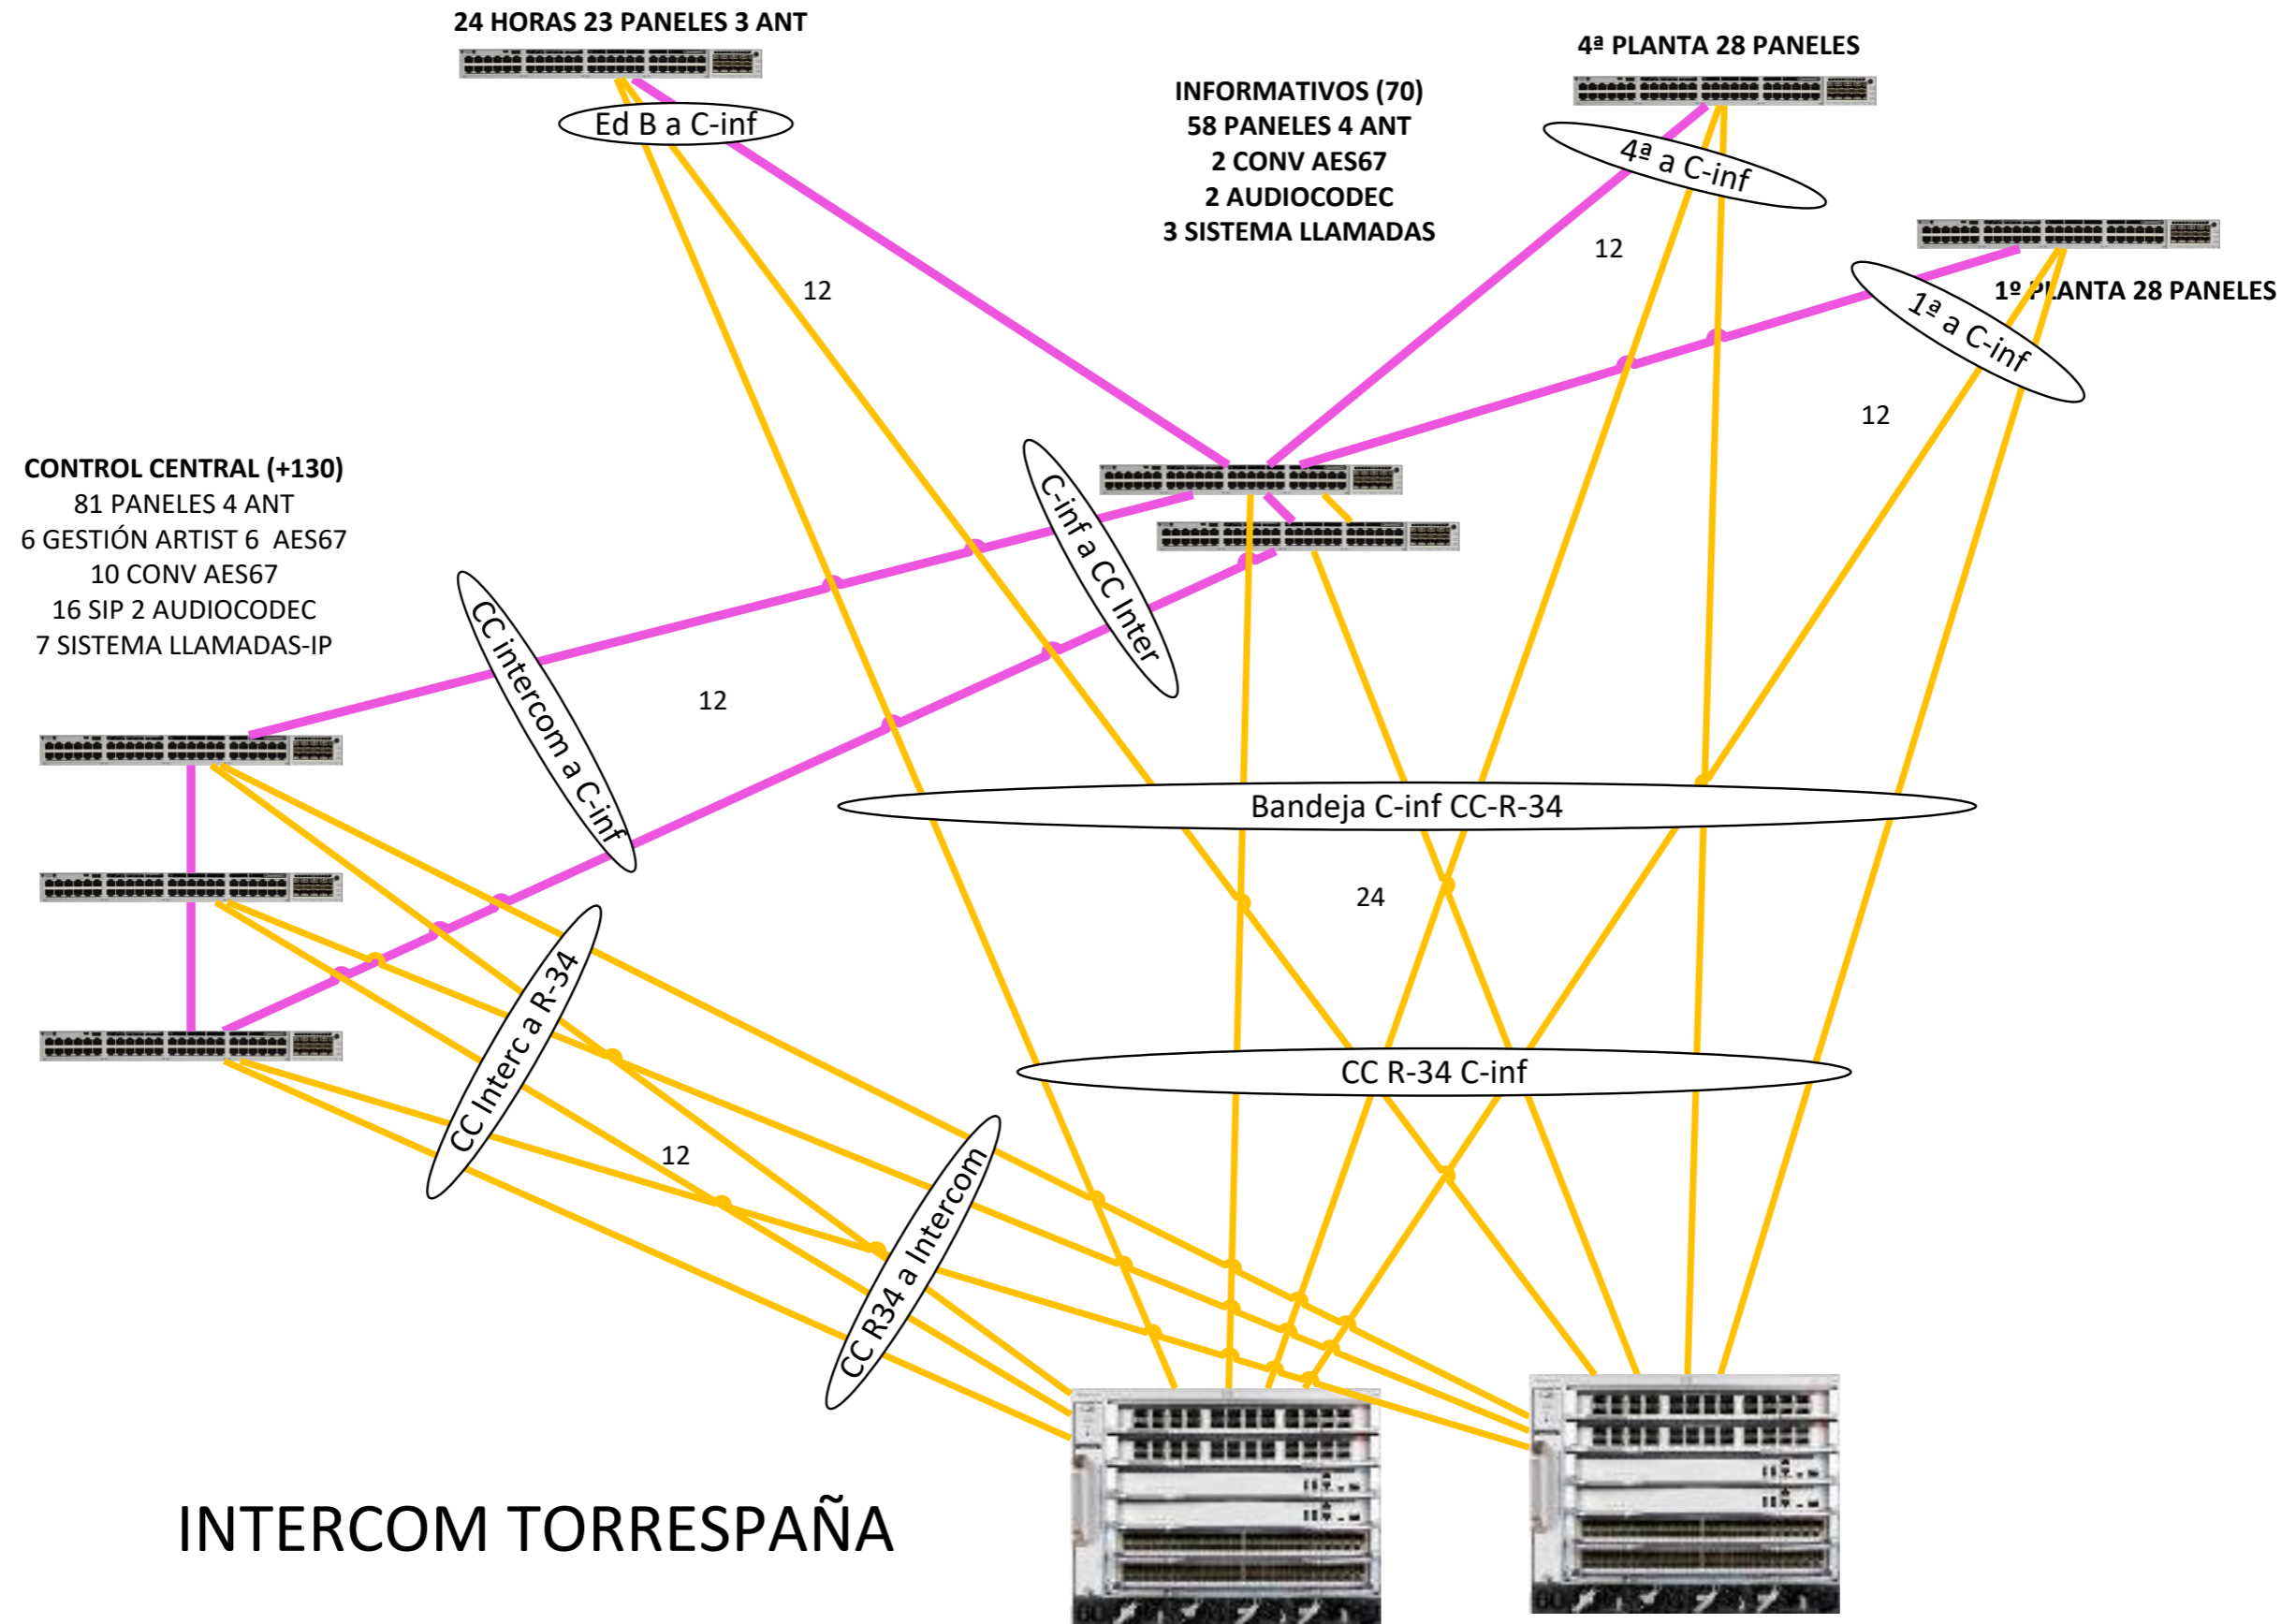 24 HORAS 23 PANELES 3 ANT
4ª PLANTA 28 PANELES
INFORMATIVOS (70)
58 PANELES 4 ANT
2 CONV AES67
2 AUDIOCODEC
3 SISTEMA LLAMADAS
Ed B a C-inf
4ª a C-inf
12
12
1º PLANTA 28 PANELES
1ª a C-inf
12
CONTROL CENTRAL (+130)
81 PANELES 4 ANT
6 GESTIÓN ARTIST 6  AES67
10 CONV AES67
16 SIP 2 AUDIOCODEC
7 SISTEMA LLAMADAS-IP
C-inf a CC Inter
CC intercom a C-inf
12
Bandeja C-inf CC-R-34
24
CC Interc a R-34
CC R-34 C-inf
12
CC R34 a Intercom
INTERCOM TORRESPAÑA